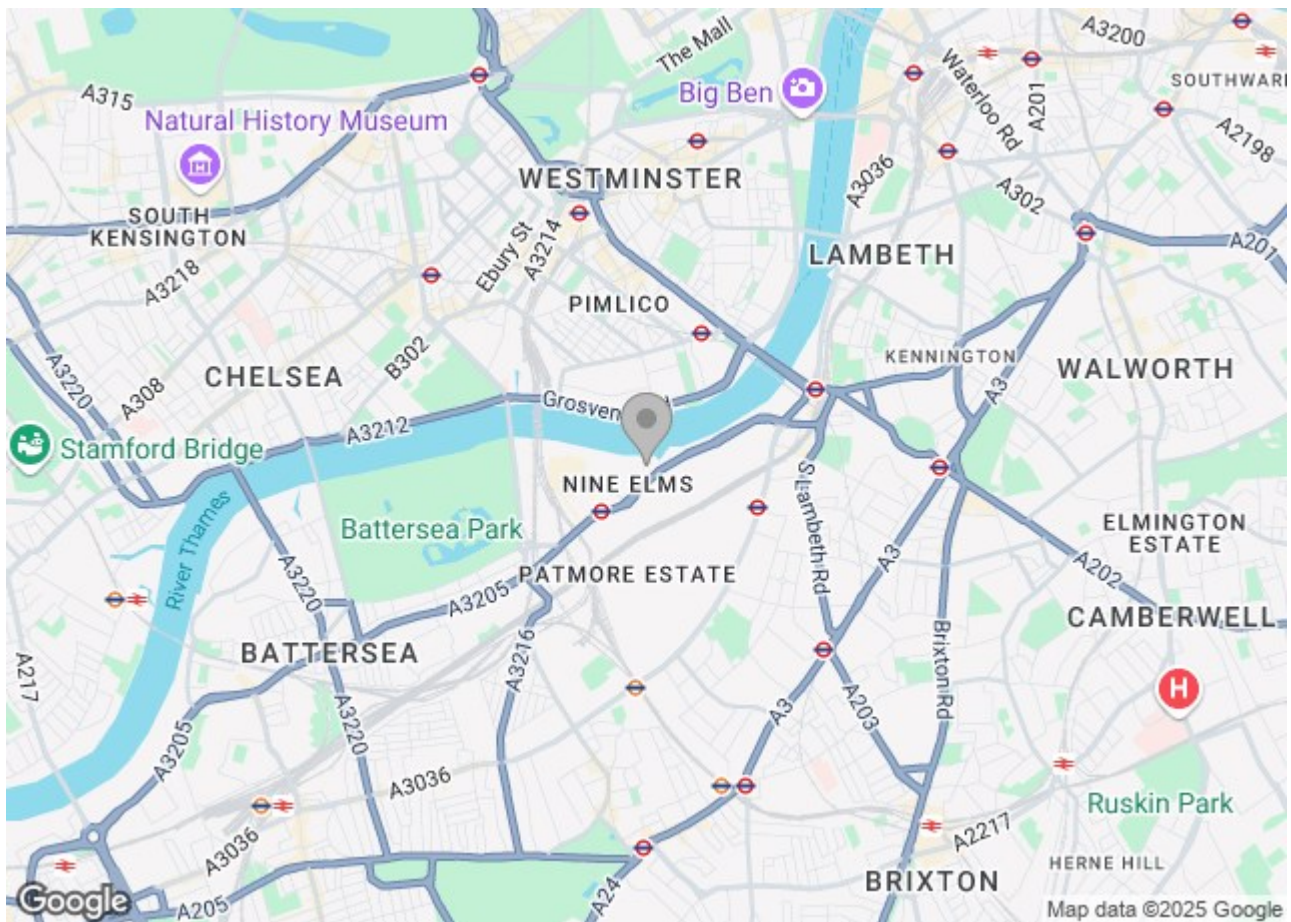 A3200
The Mall
SOUTHWAR
A315
Big Ben
Waterloo Rd
A201
Natural History Museum
A2198
A3036
WESTMINSTER
A302
SOUTH
KENSINGTON
Ebury St
A3214
LAMBETH
A201
A3218
PIMLICO
B302
KENNINGTON
WALWORTH
A3220
A308
CHELSEA
A3
Grosven
A3212
Stamford Bridge
NINE ELMS
S Lambeth Rd
Battersea Park
ELMINGTON
ESTATE
River Thames
A3220
PATMORE ESTATE
A3
A202
A3205
CAMBERWELL
BATTERSEA
A3216
Brixton Rd
A217
H
A3220
A3
A203
A3205
A3036
Ruskin Park
A3036
A2217
HERNE HILL
BRIXTON
A24
Google
A205
Map data ©2025 Google